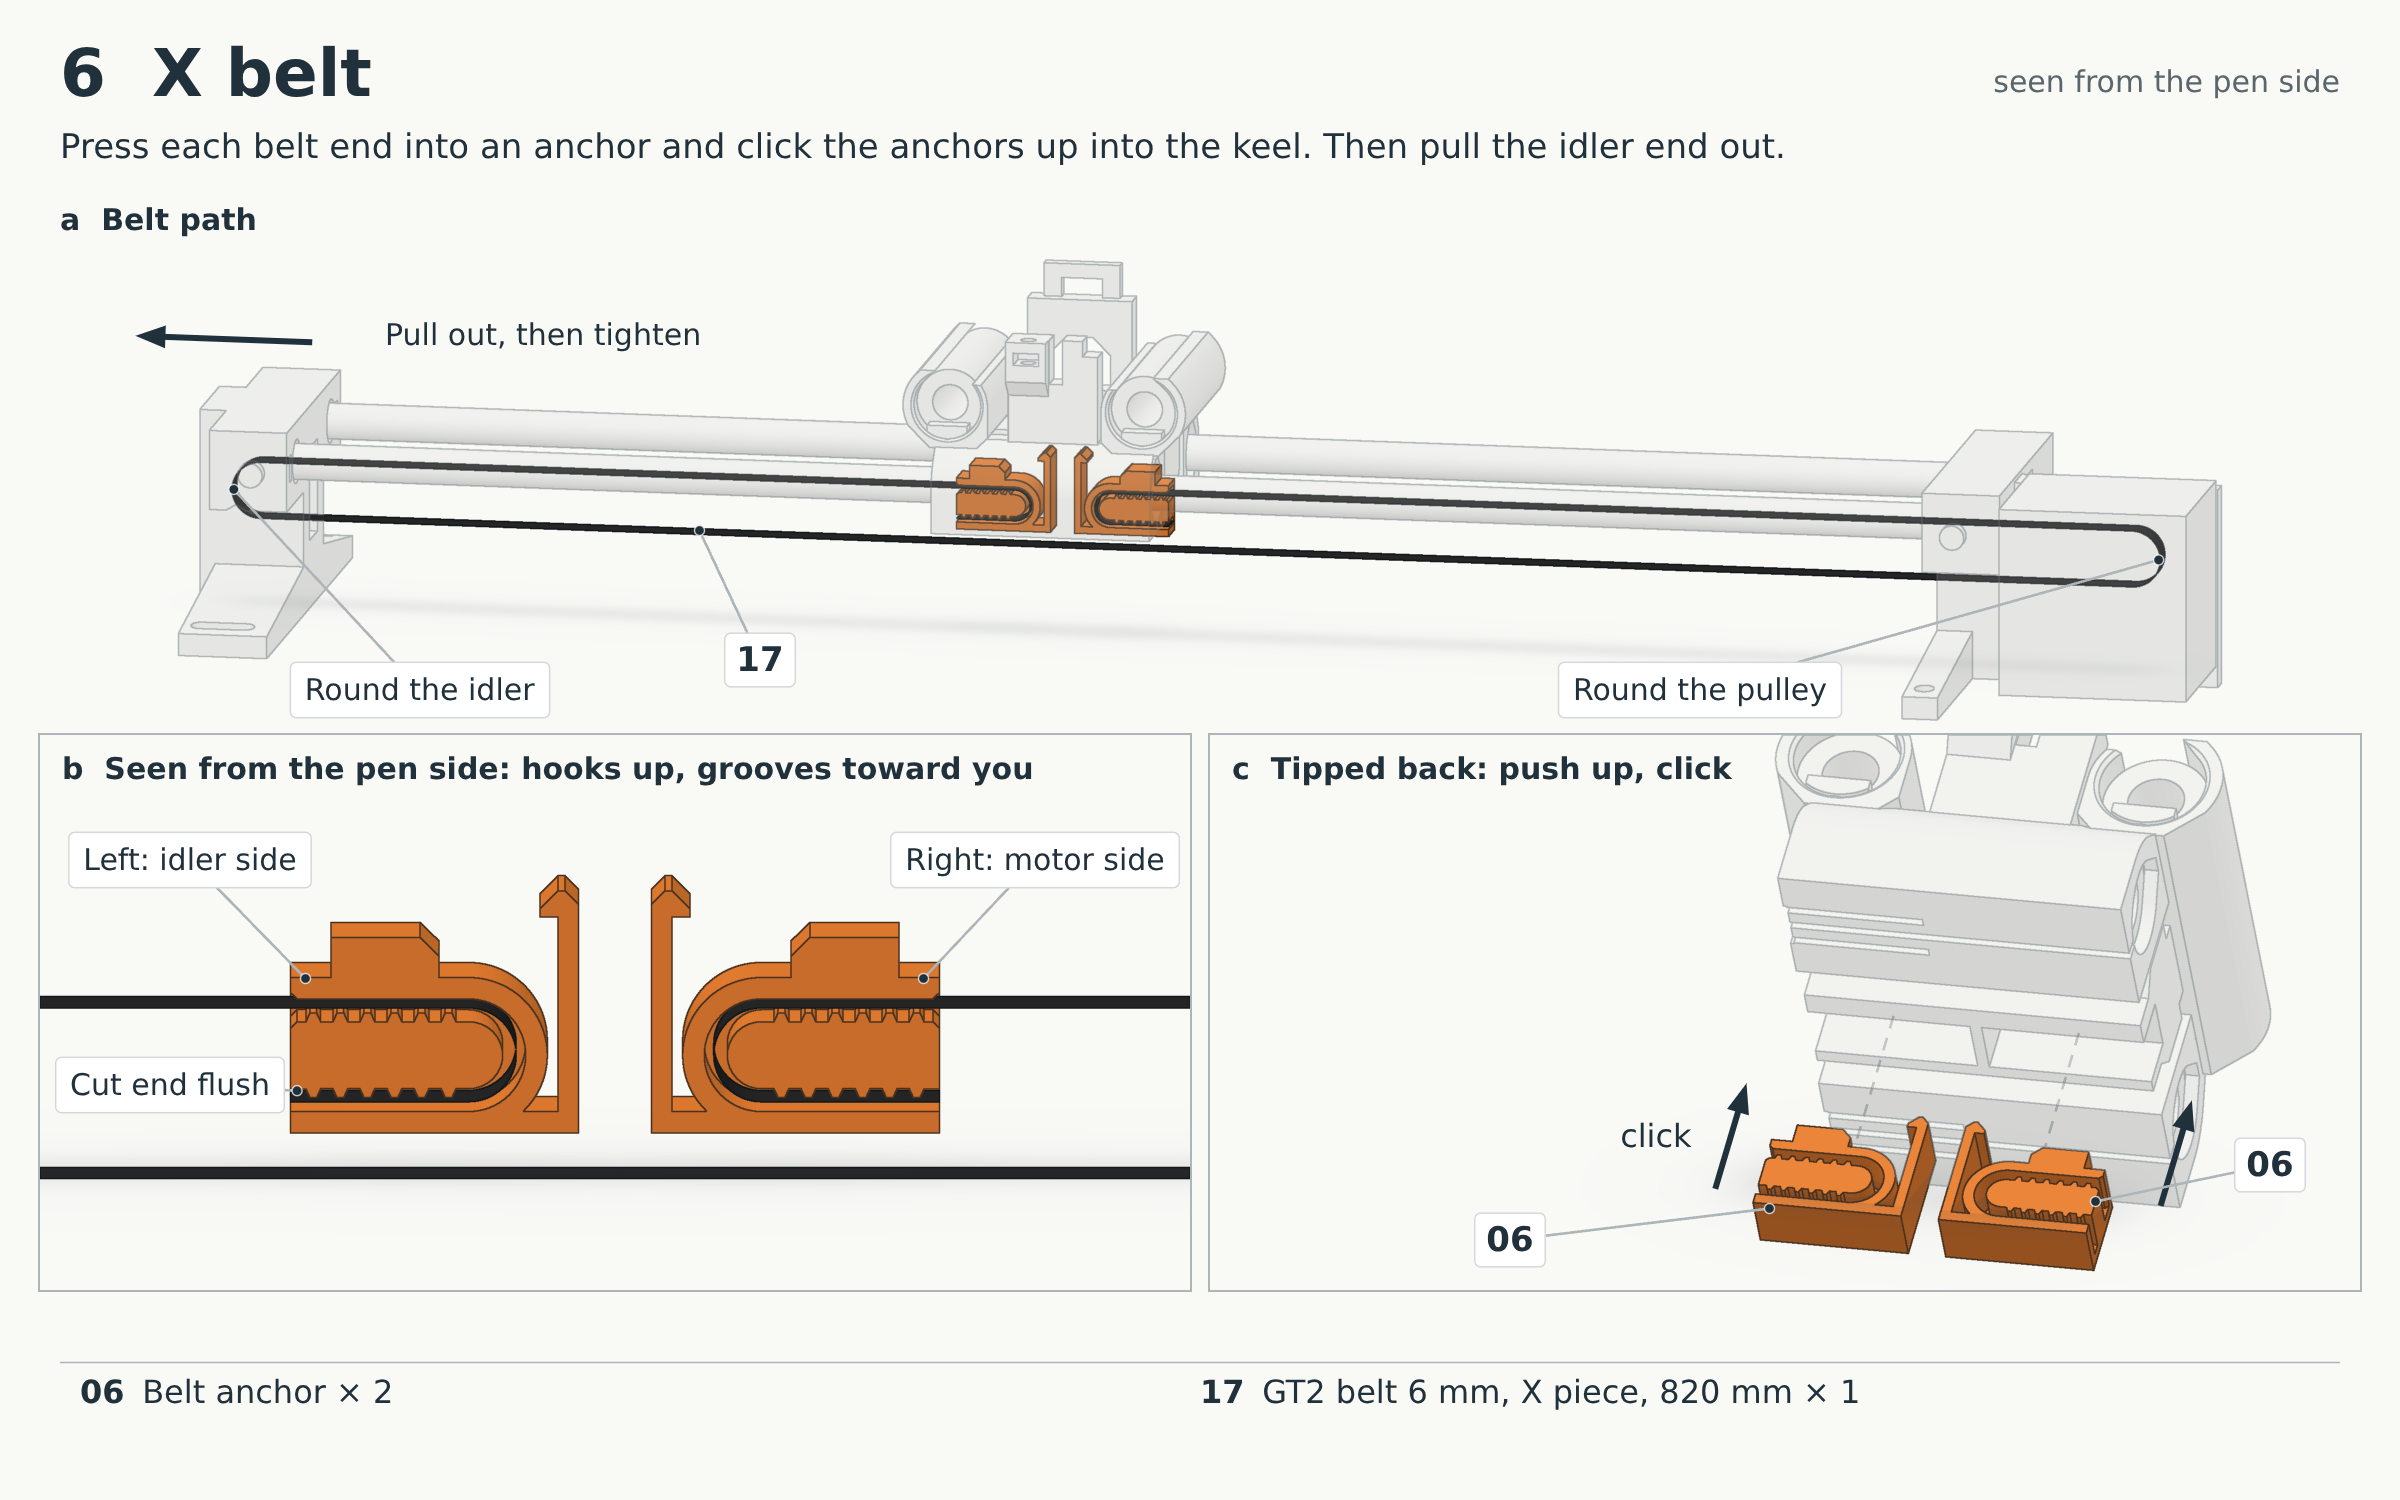 6 X belt
seen from the pen side
Press each belt end into an anchor and click the anchors up into the keel. Then pull the idler end out.
a Belt path
Pull out, then tighten
17
Round the idler
Round the pulley
b Seen from the pen side: hooks up, grooves toward you
Left: idler side
Right: motor side
Cut end flush
c Tipped back: push up, click
click
06
06
06 Belt anchor × 2
17 GT2 belt 6 mm, X piece, 820 mm × 1